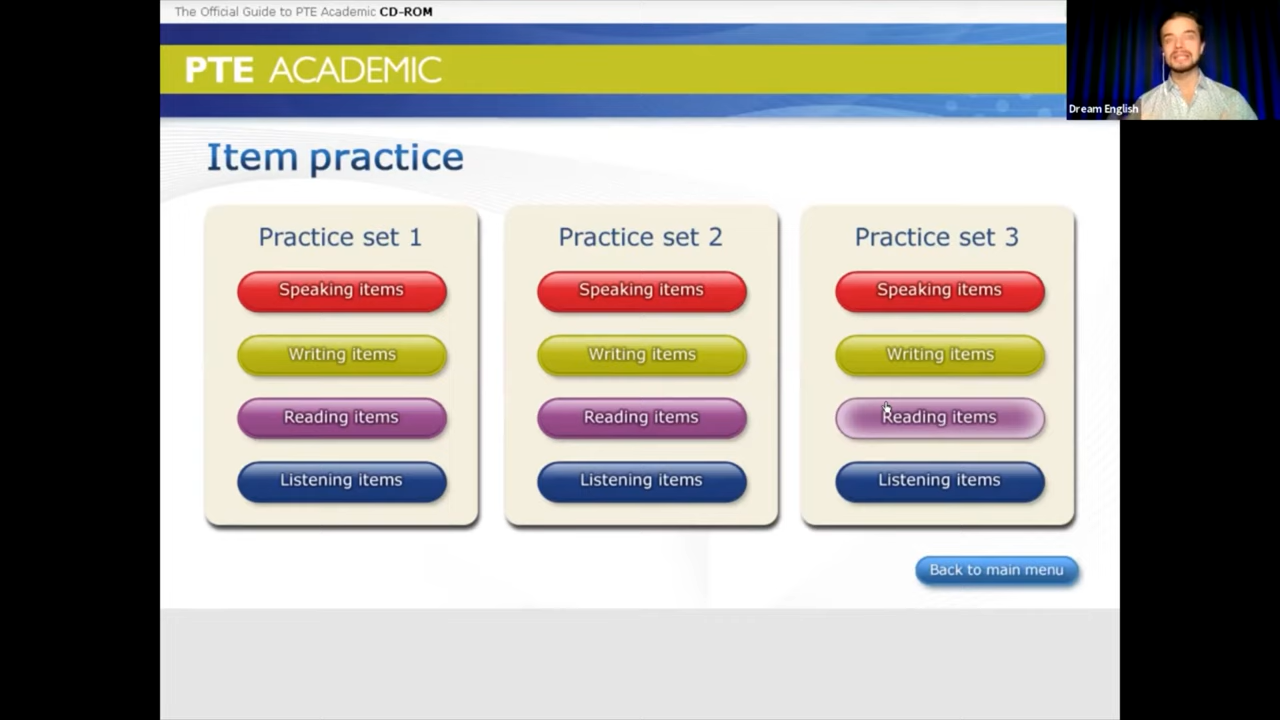 The Official Guide to PTE Academic CD-ROM
PTE ACADEMIC
Dream English
Item practice
Practice set 1
Speaking items
Writing items
Reading items
Listening items
Practice set 2
Speaking items
Writing items
Reading items
Listening items
Practice set 3
Speaking items
Writing items
Reading items
Listening items
Back to main menu